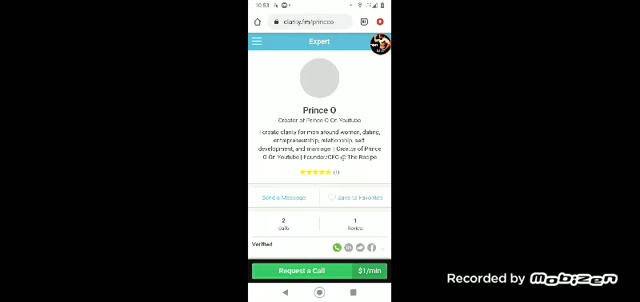 10:53
clarity.fm/princeo
Expert
Prince O
Creator at Prince O On Youtube
I create clarity for men around women, dating,
entrepreneurship, relationship, self
development, and marriage | Creator of Prince
O On Youtube | Founder/CEO @ The Recipe
(1)
Send a Message
Save to Favorites
2
1
Calls
Review
Verified
Request a Call
$1/min
Recorded by Mobizen